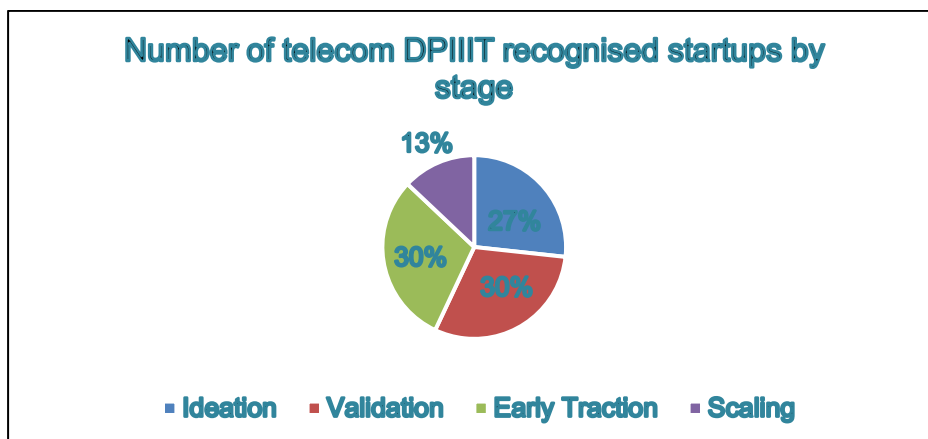 Number of telecom DPIIIT recognised startups by
stage
13%
27%
30%
30%
Ideation Validation Early Traction Scaling